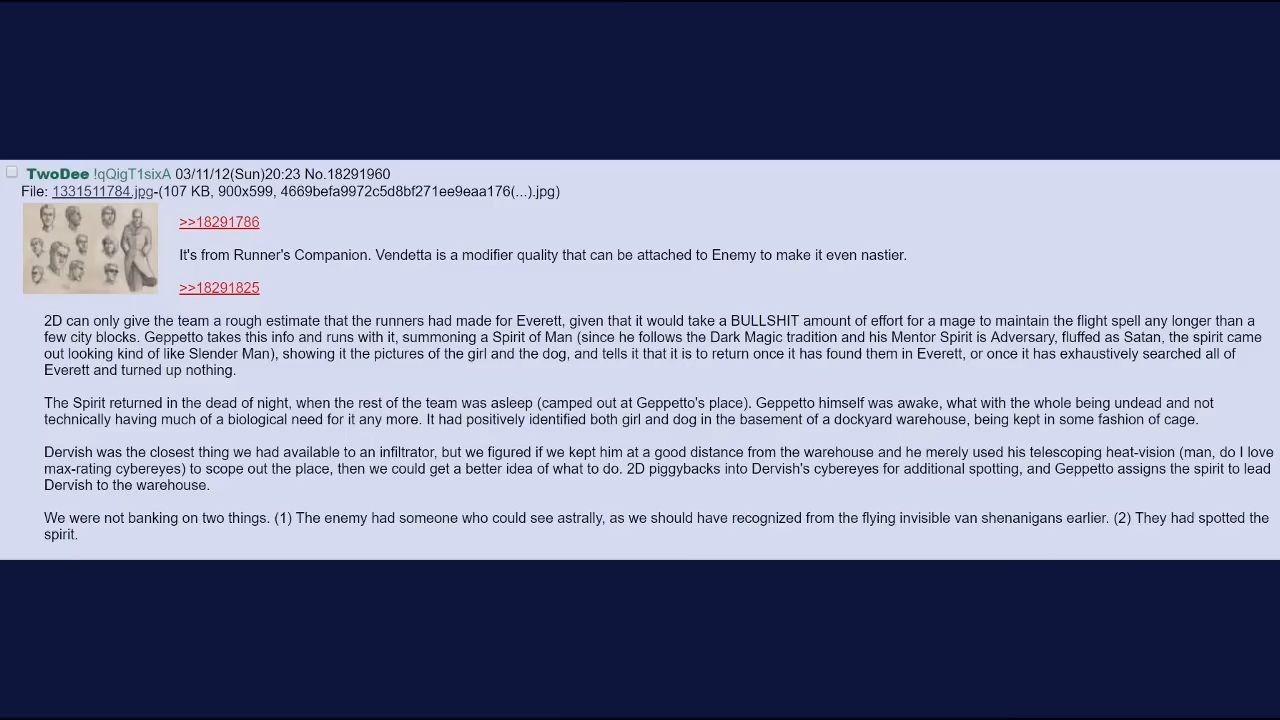 TwoDee !qQigT1sixA 03/11/12(Sun)20:23 No.18291960
File: 1331511784.jpg-(107 KB, 900x599, 4669befa9972c5d8bf271ee9eaa176(...).jpg)
>>18291786
It's from Runner's Companion. Vendetta is a modifier quality that can be attached to Enemy to make it even nastier.
>>18291825
2D can only give the team a rough estimate that the runners had made for Everett, given that it would take a BULLSHIT amount of effort for a mage to maintain the flight spell any longer than a
few city blocks. Geppetto takes this info and runs with it, summoning a Spirit of Man (since he follows the Dark Magic tradition and his Mentor Spirit is Adversary, fluffed as Satan, the spirit came
out looking kind of like Slender Man), showing it the pictures of the girl and the dog, and tells it that it is to return once it has found them in Everett, or once it has exhaustively searched all of
Everett and turned up nothing.
The Spirit returned in the dead of night, when the rest of the team was asleep (camped out at Geppetto's place). Geppetto himself was awake, what with the whole being undead and not
technically having much of a biological need for it any more. It had positively identified both girl and dog in the basement of a dockyard warehouse, being kept in some fashion of cage.
Dervish was the closest thing we had available to an infiltrator, but we figured if we kept him at a good distance from the warehouse and he merely used his telescoping heat-vision (man, do I love
max-rating cybereyes) to scope out the place, then we could get a better idea of what to do. 2D piggybacks into Dervish's cybereyes for additional spotting, and Geppetto assigns the spirit to lead
Dervish to the warehouse.
We were not banking on two things. (1) The enemy had someone who could see astrally, as we should have recognized from the flying invisible van shenanigans earlier. (2) They had spotted the
spirit.